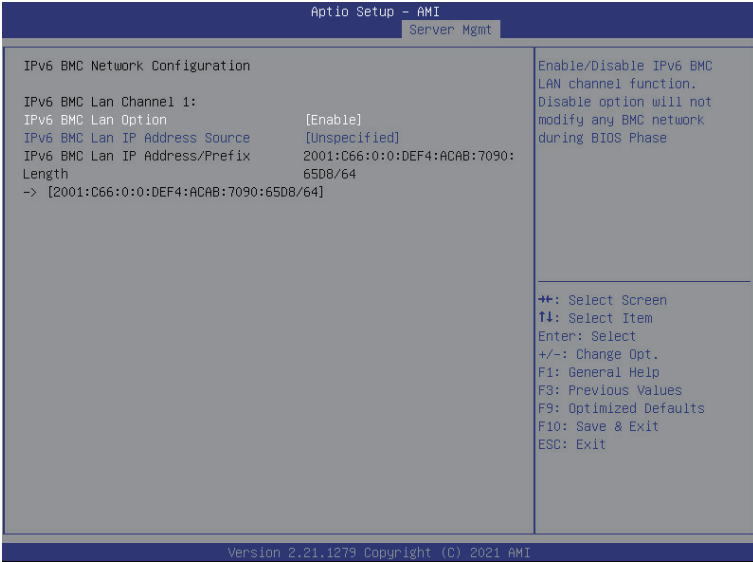 Aptio Setup – AMI
Server Mgmt
IPv6 BMC Network Configuration
IPv6 BMC Lan Channel 1:
IPv6 BMC Lan Option [Enable]
IPv6 BMC Lan IP Address Source [Unspecified]
IPv6 BMC Lan IP Address/Prefix 2001:C66:0:0:DEF4:ACAB:7090:
Length 65D8/64
-> [2001:C66:0:0:DEF4:ACAB:7090:65D8/64]
Enable/Disable IPv6 BMC
LAN channel function.
Disable option will not
modify any BMC network
during BIOS Phase
→←: Select Screen
↑↓: Select Item
Enter: Select
+/-: Change Opt.
F1: General Help
F3: Previous Values
F9: Optimized Defaults
F10: Save & Exit
ESC: Exit
Version 2.21.1279 Copyright (C) 2021 AMI